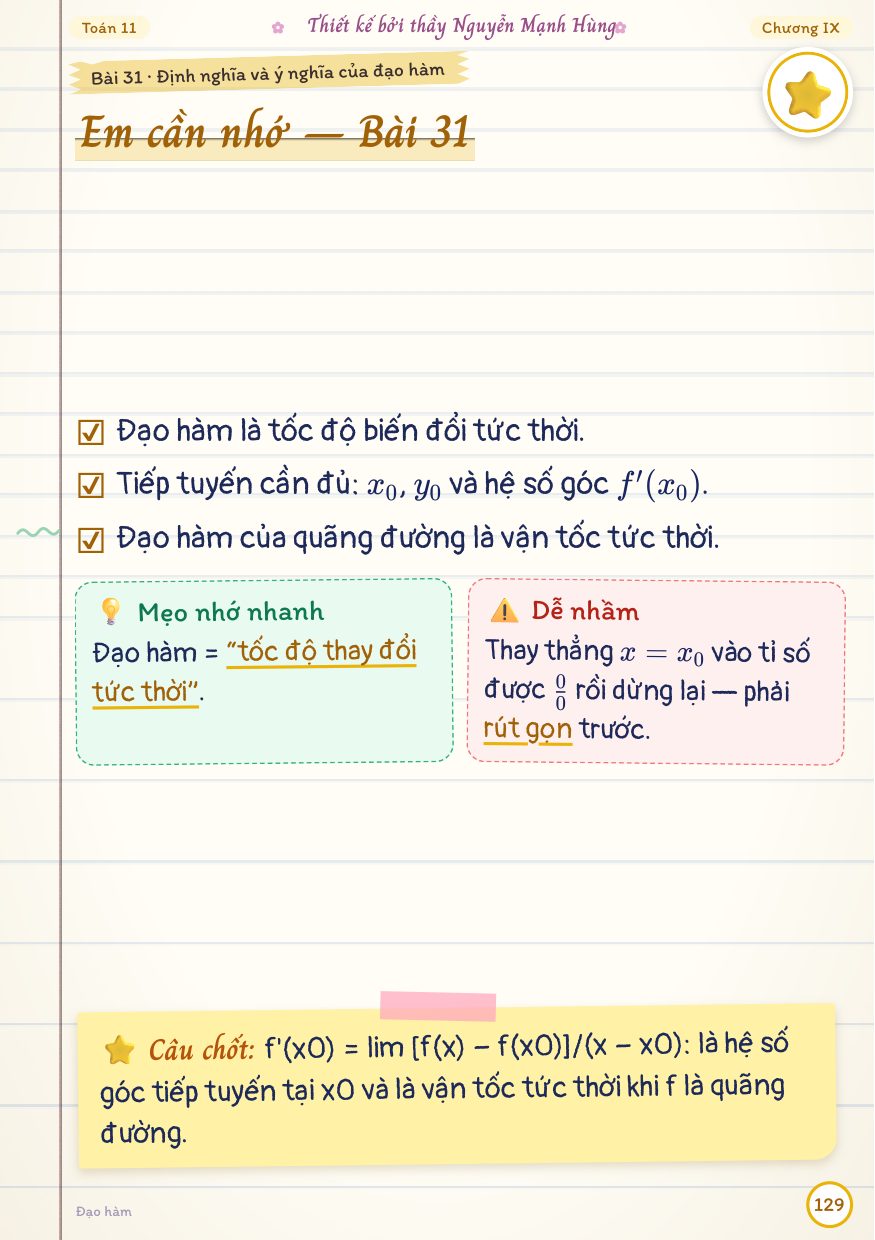 Toán 11
Thiết kế bởi thầy Nguyễn Mạnh Hùng
Chương IX
Bài 31 · Định nghĩa và ý nghĩa của đạo hàm
Em cần nhớ — Bài 31
Đạo hàm là tốc độ biến đổi tức thời.
Tiếp tuyến cần đủ: x₀, y₀ và hệ số góc f′(x₀).
Đạo hàm của quãng đường là vận tốc tức thời.
Mẹo nhớ nhanh
Đạo hàm = “tốc độ thay đổi
tức thời”.
Dễ nhầm
Thay thẳng x = x₀ vào tỉ số
được 0/0 rồi dừng lại — phải
rút gọn trước.
Câu chốt: f'(x0) = lim [f(x) − f(x0)]/(x − x0): là hệ số
góc tiếp tuyến tại x0 và là vận tốc tức thời khi f là quãng
đường.
Đạo hàm
129